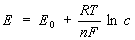 E = E₀ + RT/nF ln c